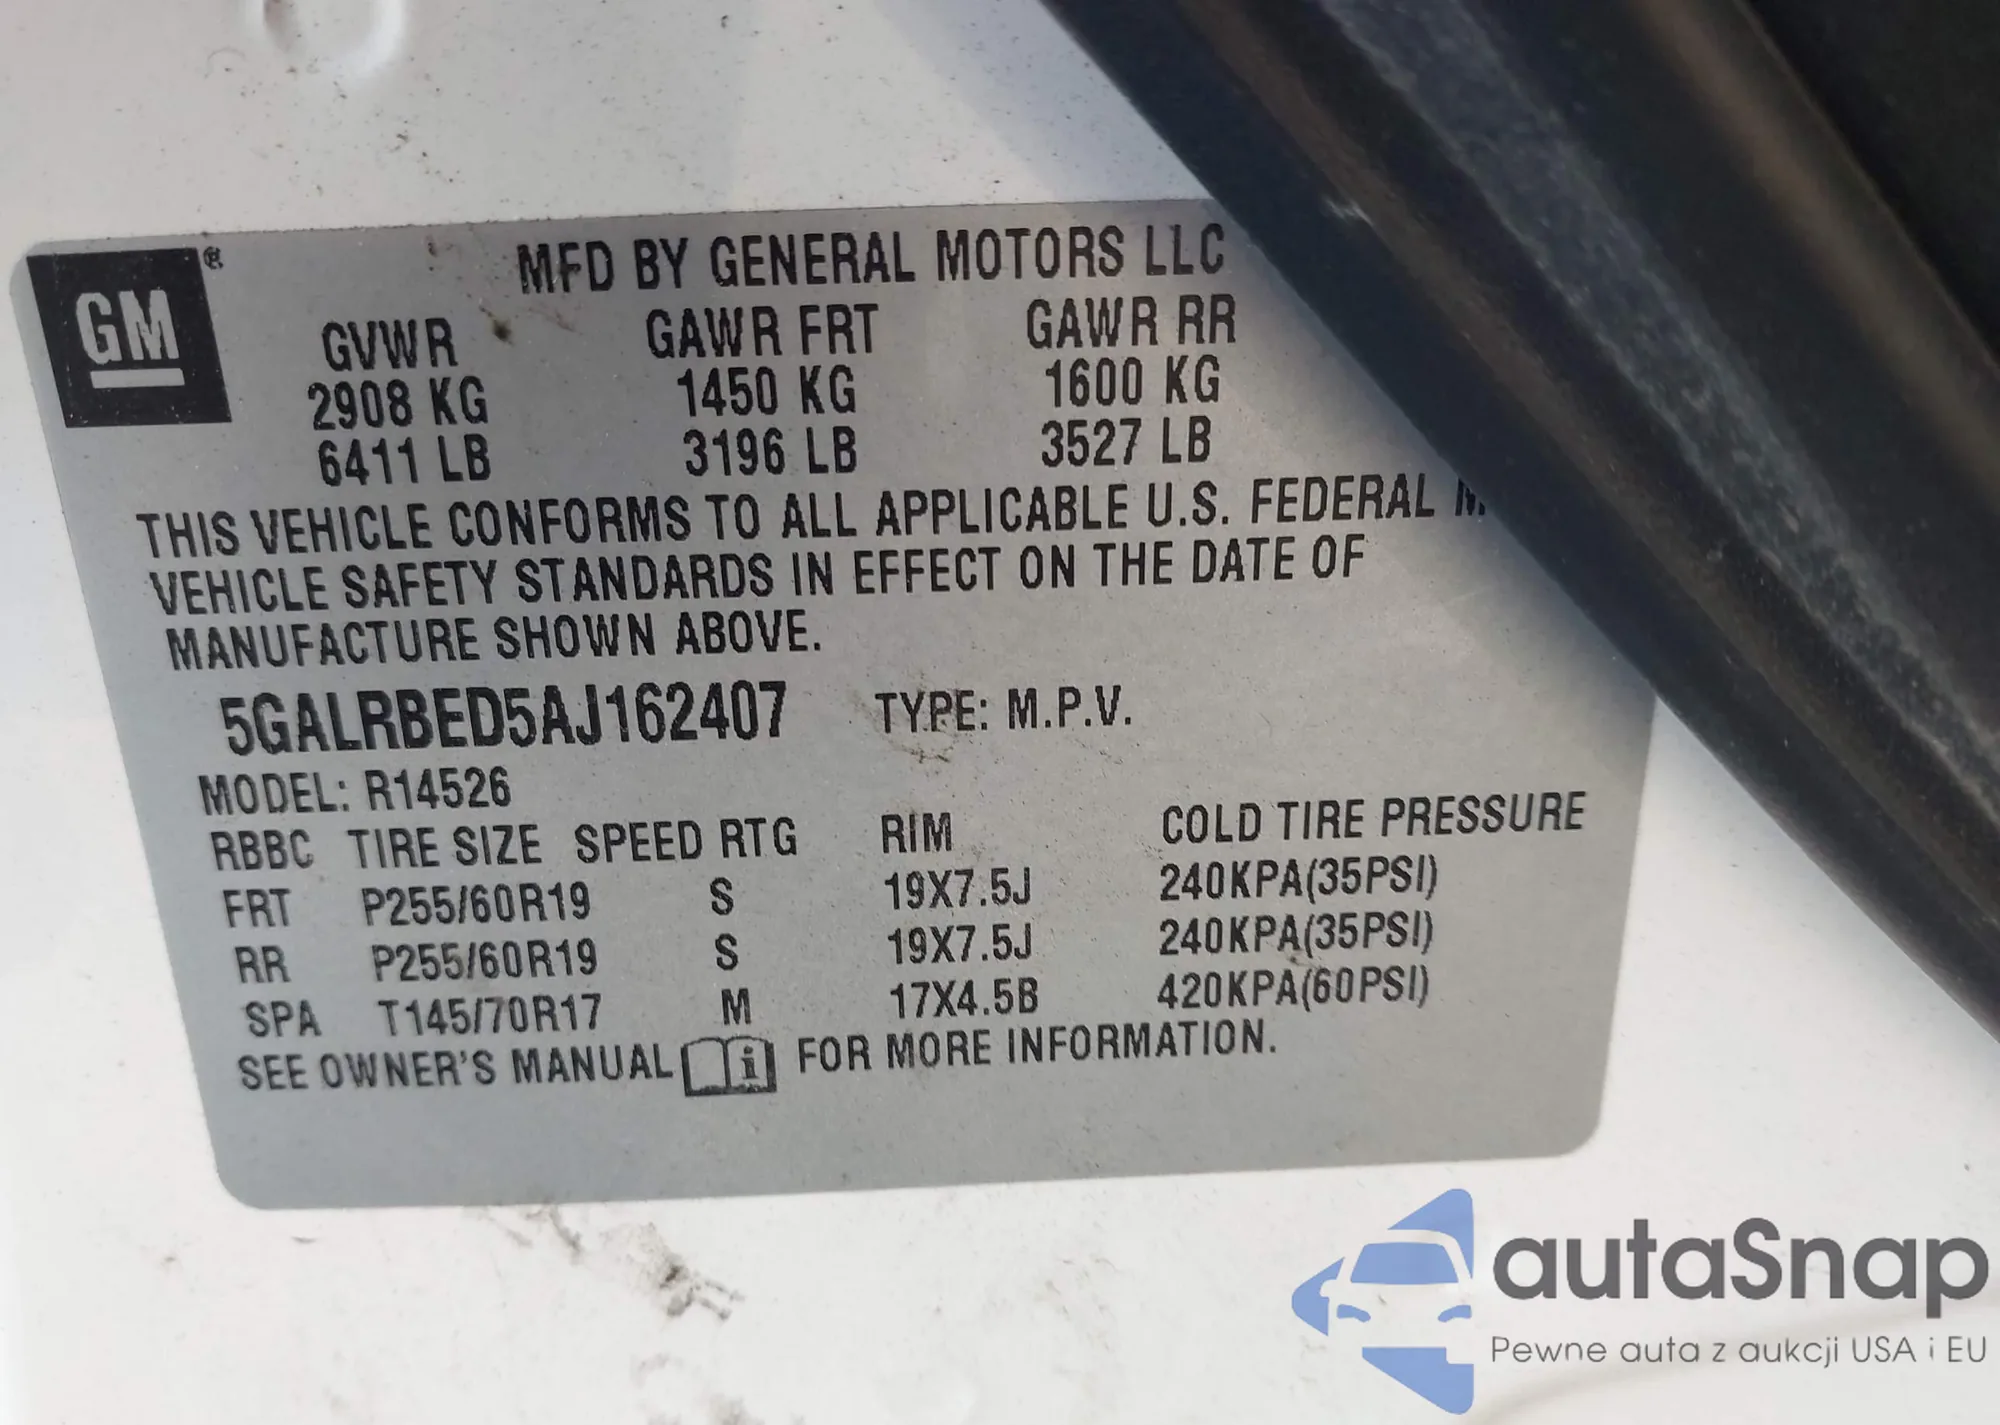 GM®
MFD BY GENERAL MOTORS LLC
GVWR GAWR FRT GAWR RR
2908 KG 1450 KG 1600 KG
6411 LB 3196 LB 3527 LB
THIS VEHICLE CONFORMS TO ALL APPLICABLE U.S. FEDERAL
VEHICLE SAFETY STANDARDS IN EFFECT ON THE DATE OF
MANUFACTURE SHOWN ABOVE.
5GALRBED5AJ162407 TYPE: M.P.V.
MODEL: R14526
RBBC TIRE SIZE SPEED RTG RIM COLD TIRE PRESSURE
FRT P255/60R19 S 19X7.5J 240KPA(35PSI)
RR P255/60R19 S 19X7.5J 240KPA(35PSI)
SPA T145/70R17 M 17X4.5B 420KPA(60PSI)
SEE OWNER'S MANUAL i FOR MORE INFORMATION.
autaSnap
Pewne auta z aukcji USA i EU